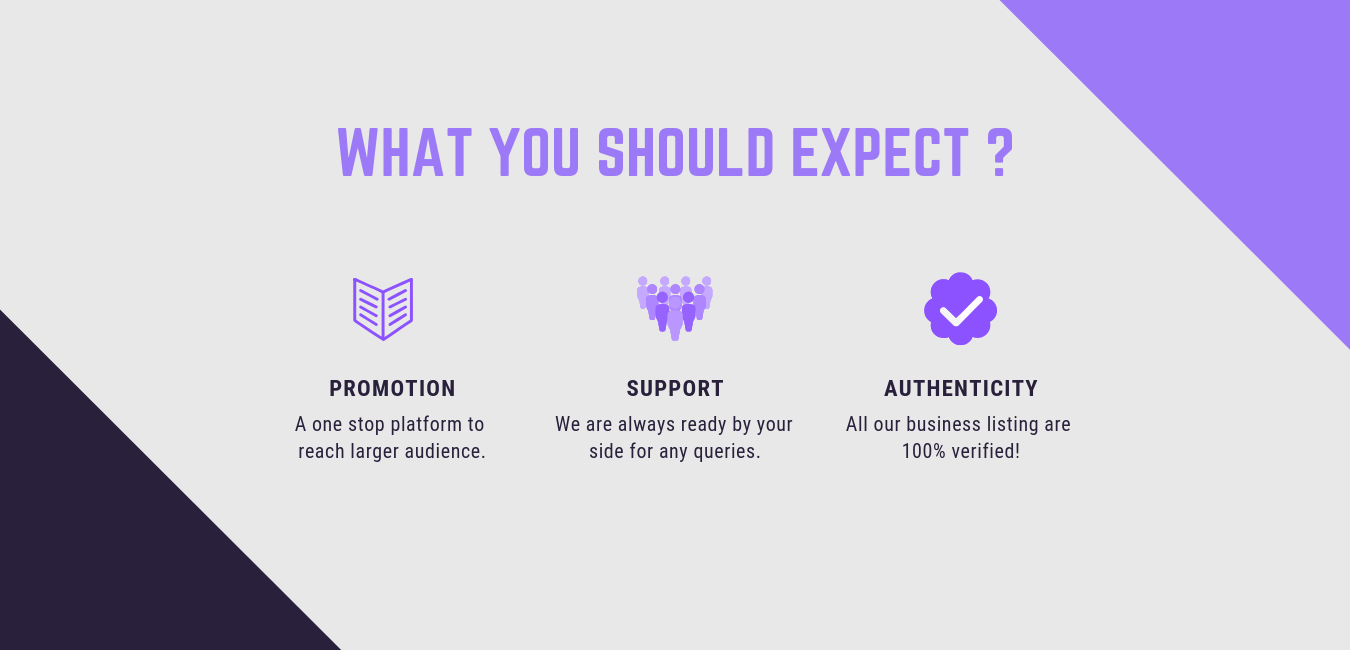 WHAT YOU SHOULD EXPECT ?
PROMOTION
A one stop platform to
reach larger audience.
SUPPORT
We are always ready by your
side for any queries.
AUTHENTICITY
All our business listing are
100% verified!